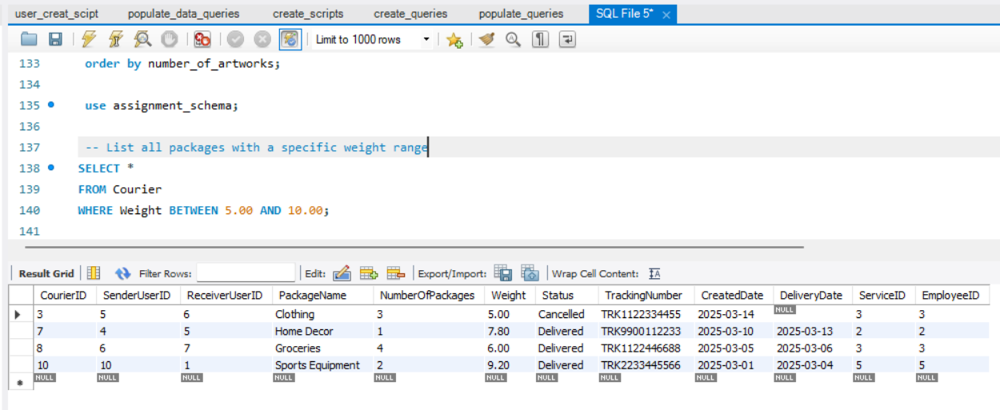 user_creat_scipt populate_data_queries create_scripts create_queries populate_queries SQL File 5* ×
Limit to 1000 rows
133 order by number_of_artworks;
134
135 use assignment_schema;
136
137 -- List all packages with a specific weight range
138 SELECT *
139 FROM Courier
140 WHERE Weight BETWEEN 5.00 AND 10.00;
141
Result Grid Filter Rows: Edit: Export/Import: Wrap Cell Content: IA
CourierID SenderUserID ReceiverUserID PackageName NumberOfPackages Weight Status TrackingNumber CreatedDate DeliveryDate ServiceID EmployeeID
3 5 6 Clothing 3 5.00 Cancelled TRK1122334455 2025-03-14 NULL 3 3
7 4 5 Home Decor 1 7.80 Delivered TRK9900112233 2025-03-10 2025-03-13 2 2
8 6 7 Groceries 4 6.00 Delivered TRK1122446688 2025-03-05 2025-03-06 3 3
10 10 1 Sports Equipment 2 9.20 Delivered TRK2233445566 2025-03-01 2025-03-04 5 5
NULL NULL NULL NULL NULL NULL NULL NULL NULL NULL NULL NULL